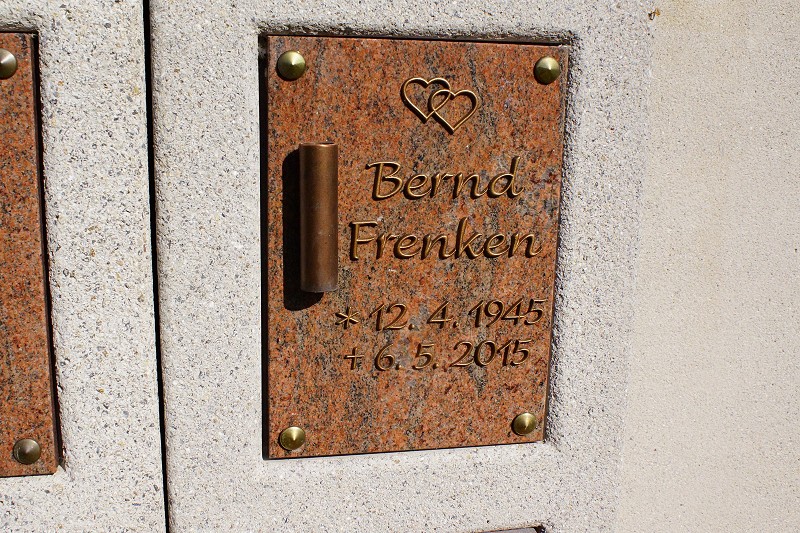 Bernd
Frenken
* 12. 4. 1945
+ 6. 5. 2015